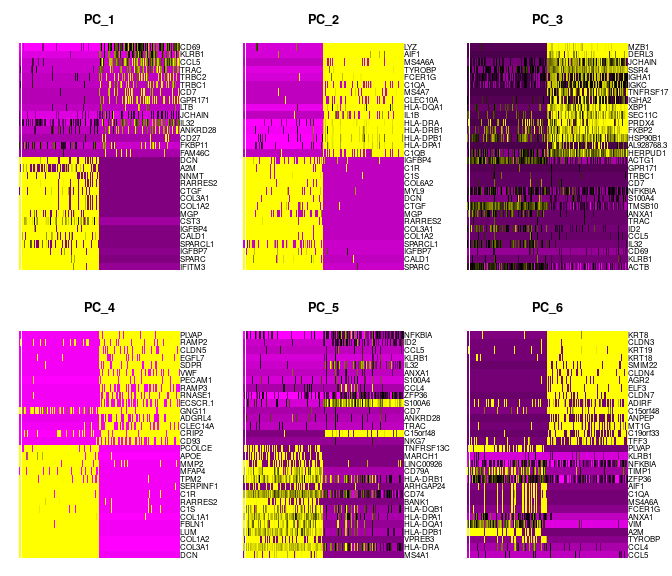 PC_1
CD69
KLRB1
CCL5
TRAC
TRBC2
TRBC1
CD7
GPR171
LTB
JCHAIN
IL32
ANKRD28
CD27
FKBP11
FAM46C
DCN
A2M
NNMT
RARRES2
CTGF
COL3A1
COL1A2
MGP
CST3
IGFBP4
CALD1
SPARCL1
IGFBP7
SPARC
IFITM3
PC_2
LYZ
AIF1
MS4A6A
TYROBP
FCER1G
C1QA
MS4A7
CLEC10A
HLA-DQA1
IL1B
HLA-DRA
HLA-DRB1
HLA-DPB1
HLA-DPA1
C1QB
IGFBP4
C1R
C1S
COL6A2
MYL9
DCN
CTGF
MGP
RARRES2
COL3A1
COL1A2
SPARCL1
IGFBP7
CALD1
SPARC
PC_3
MZB1
DERL3
JCHAIN
SSR4
IGHA1
IGKC
TNFRSF17
IGHA2
XBP1
SEC11C
PRDX4
FKBP2
HSP90B1
AL928768.3
HERPUD1
ACTG1
GPR171
TRBC1
CD7
NFKBIA
S100A4
TMSB10
ANXA1
TRAC
ID2
CCL5
IL32
CD69
KLRB1
ACTB
PC_4
PLVAP
RAMP2
CLDN5
EGFL7
SDPR
VWF
PECAM1
RAMP3
RNASE1
ECSCR.1
GNG11
ADGRL4
CLEC14A
CRIP2
CD93
PCOLCE
APOE
MMP2
MFAP4
TPM2
SERPINF1
C1R
RARRES2
C1S
COL1A1
FBLN1
LUM
COL1A2
COL3A1
DCN
PC_5
NFKBIA
ID2
CCL5
KLRB1
IL32
ANXA1
S100A4
CCL4
ZFP36
S100A6
CD7
ANKRD28
TRAC
C15orf48
NKG7
TNFRSF13C
MARCH1
LINC00926
CD79A
HLA-DRB1
ARHGAP24
CD74
BANK1
HLA-DQB1
HLA-DPA1
HLA-DQA1
HLA-DPB1
VPREB3
HLA-DRA
MS4A1
PC_6
KRT8
CLDN3
KRT19
KRT18
SMIM22
CLDN4
AGR2
ELF3
CLDN7
ADIRF
C15orf48
ANPEP
MT1G
C19orf33
TFF3
PLVAP
KLRB1
NFKBIA
TIMP1
ZFP36
AIF1
C1QA
MS4A6A
FCER1G
ANXA1
VIM
A2M
TYROBP
CCL4
CCL5